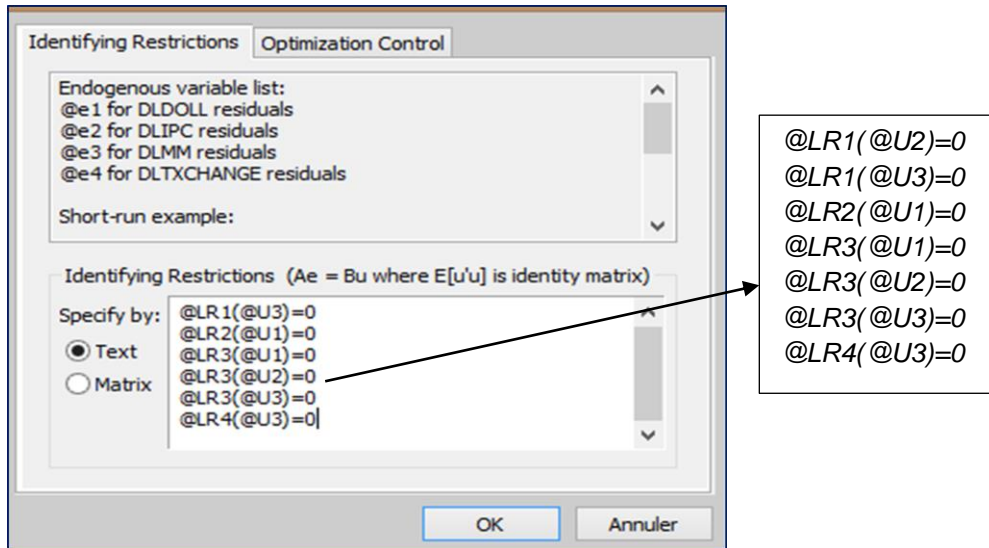 Identifying Restrictions
Optimization Control
Endogenous variable list:
@e1 for DLDOLL residuals
@e2 for DLIPC residuals
@e3 for DLMM residuals
@e4 for DLTXCHANGE residuals
Short-run example:
Identifying Restrictions (Ae = Bu where E[u'u] is identity matrix)
Specify by:
Text
Matrix
@LR1(@U3)=0
@LR2(@U1)=0
@LR3(@U1)=0
@LR3(@U2)=0
@LR3(@U3)=0
@LR4(@U3)=0
OK
Annuler
@LR1(@U2)=0
@LR1(@U3)=0
@LR2(@U1)=0
@LR3(@U1)=0
@LR3(@U2)=0
@LR3(@U3)=0
@LR4(@U3)=0